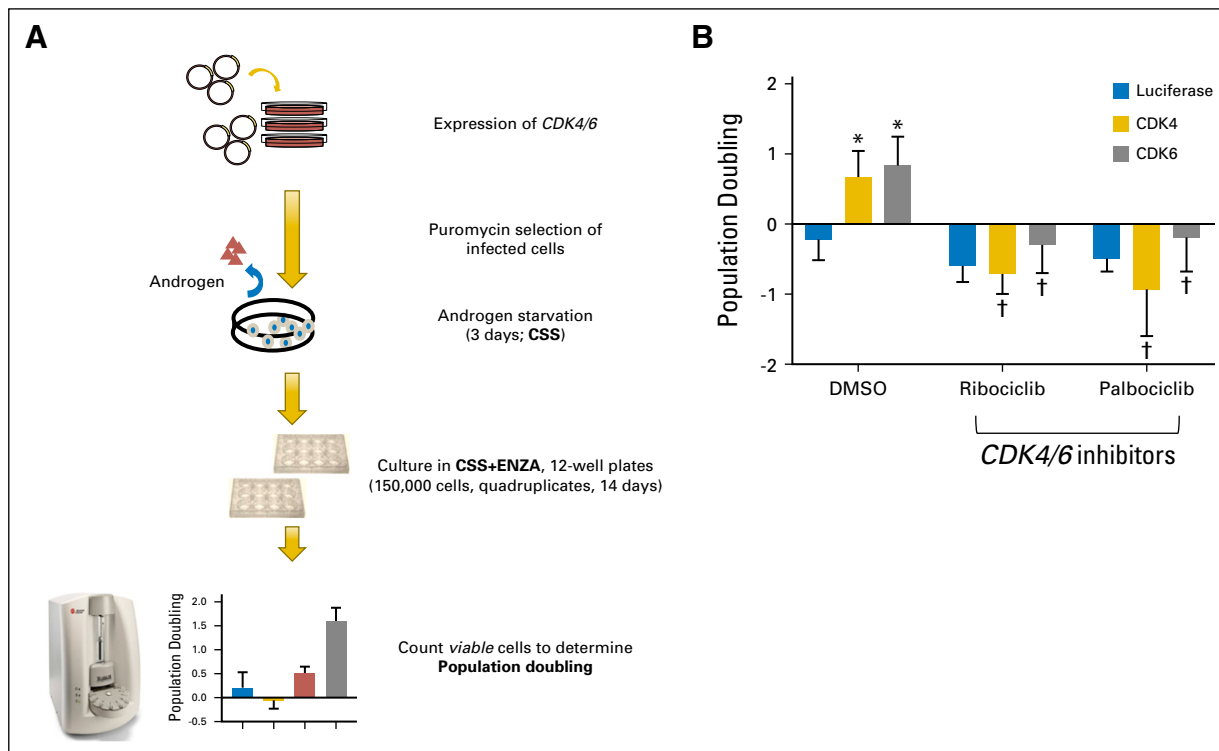 A
Expression of CDK4/6
Puromycin selection of
infected cells
Androgen
Androgen starvation
(3 days; CSS)
Culture in CSS+ENZA, 12-well plates
(150,000 cells, quadruplicates, 14 days)
Population Doubling
2.0
1.5
1.0
0.5
0.0
-0.5
Count viable cells to determine
Population doubling
B
Population Doubling
2
1
0
-1
-2
Luciferase
CDK4
CDK6
* *
† † † †
DMSO Ribociclib Palbociclib
CDK4/6 inhibitors